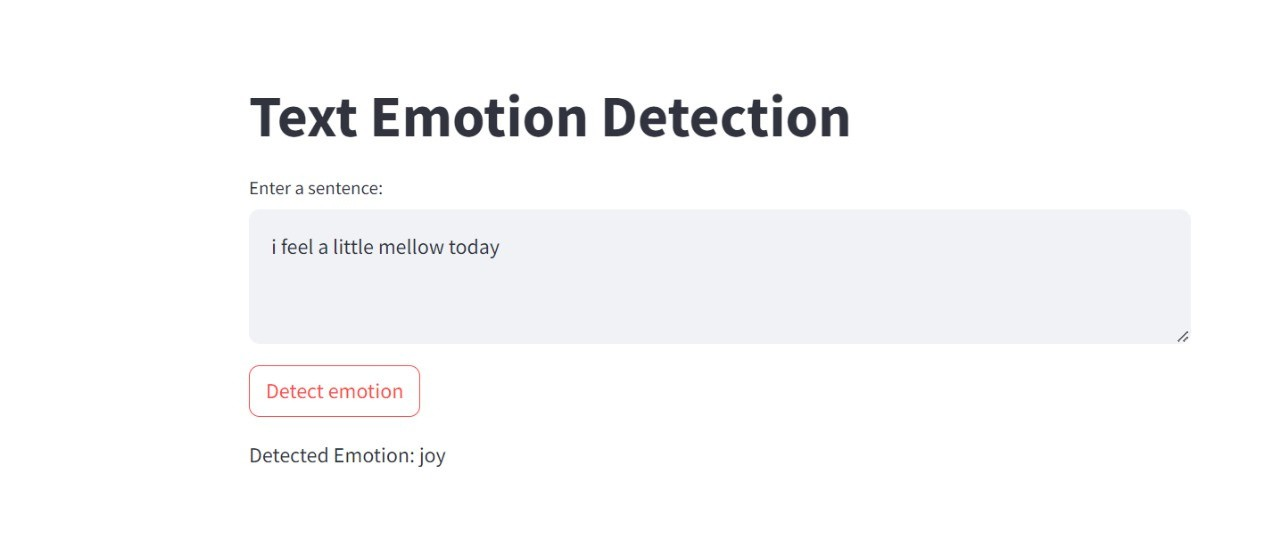 Text Emotion Detection
Enter a sentence:
i feel a little mellow today
Detect emotion
Detected Emotion: joy